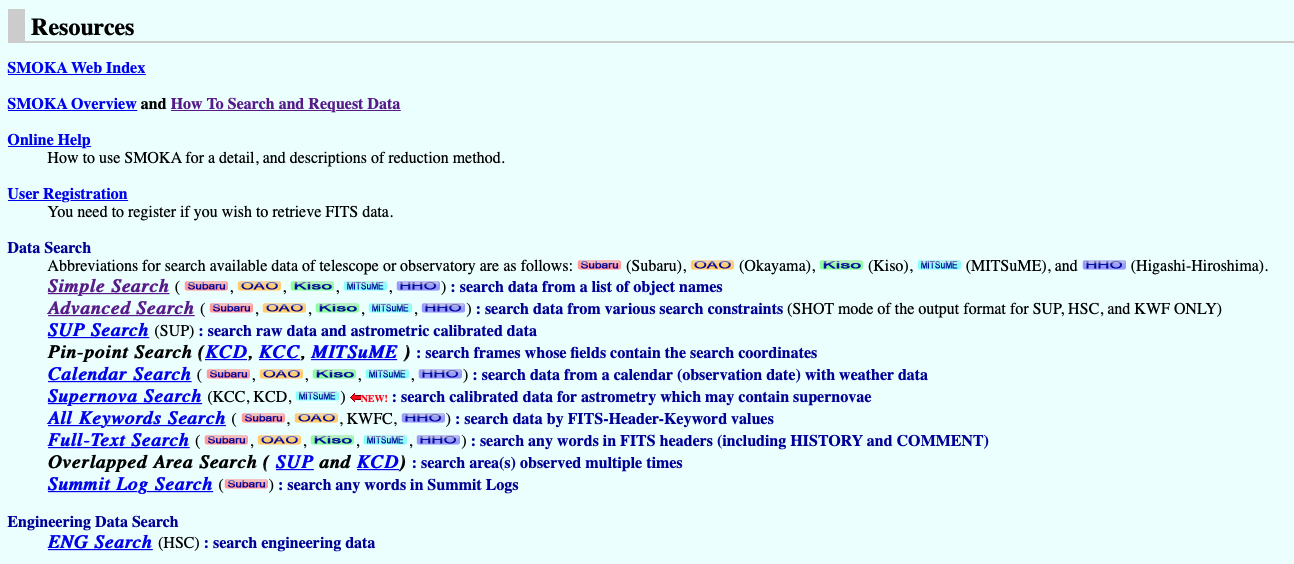 Resources
SMOKA Web Index
SMOKA Overview and How To Search and Request Data
Online Help
How to use SMOKA for a detail, and descriptions of reduction method.
User Registration
You need to register if you wish to retrieve FITS data.
Data Search
Abbreviations for search available data of telescope or observatory are as follows: Subaru (Subaru), OAO (Okayama), Kiso (Kiso), MITSuME (MITSuME), and HHO (Higashi-Hiroshima).
Simple Search ( Subaru, OAO, Kiso, MITSuME, HHO) : search data from a list of object names
Advanced Search ( Subaru, OAO, Kiso, MITSuME, HHO) : search data from various search constraints (SHOT mode of the output format for SUP, HSC, and KWF ONLY)
SUP Search (SUP) : search raw data and astrometric calibrated data
Pin-point Search (KCD, KCC, MITSuME ) : search frames whose fields contain the search coordinates
Calendar Search ( Subaru, OAO, Kiso, MITSuME, HHO) : search data from a calendar (observation date) with weather data
Supernova Search (KCC, KCD, MITSuME) NEW! : search calibrated data for astrometry which may contain supernovae
All Keywords Search ( Subaru, OAO, KWFC, HHO) : search data by FITS-Header-Keyword values
Full-Text Search ( Subaru, OAO, Kiso, MITSuME, HHO) : search any words in FITS headers (including HISTORY and COMMENT)
Overlapped Area Search ( SUP and KCD) : search area(s) observed multiple times
Summit Log Search (Subaru) : search any words in Summit Logs
Engineering Data Search
ENG Search (HSC) : search engineering data